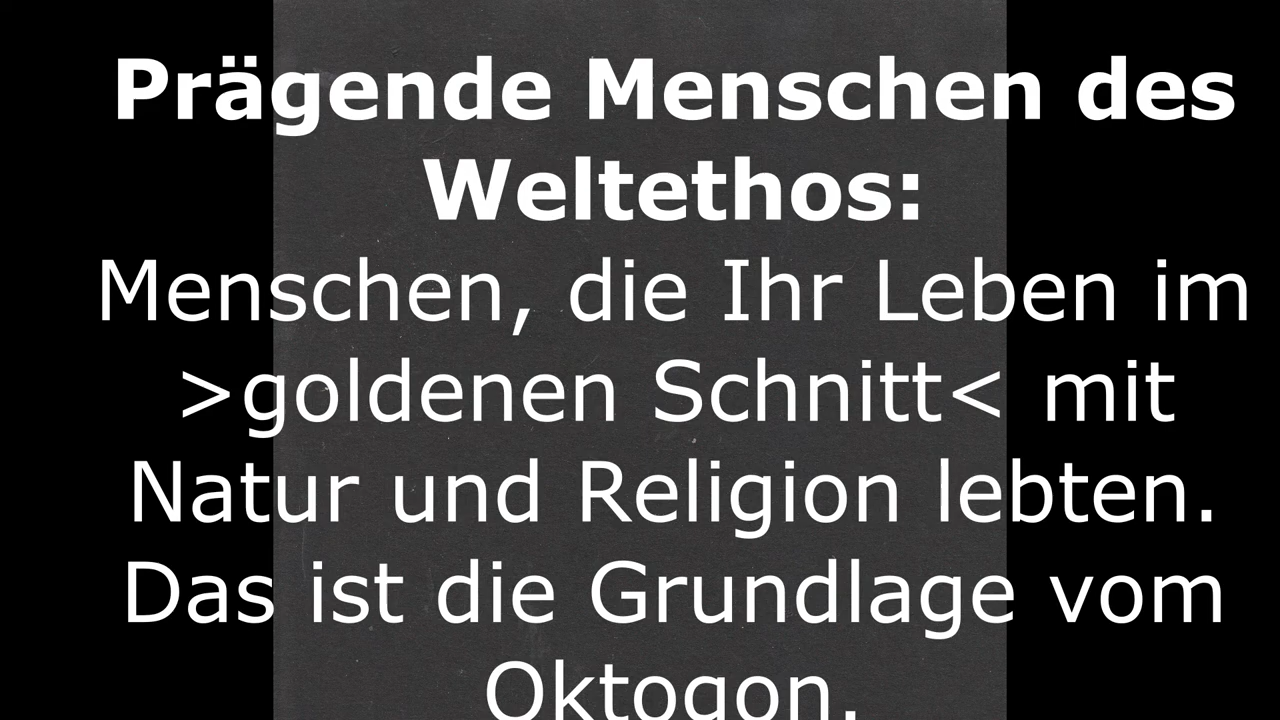 Prägende Menschen des
Weltethos:
Menschen, die Ihr Leben im
>goldenen Schnitt< mit
Natur und Religion lebten.
Das ist die Grundlage vom
Oktogon.